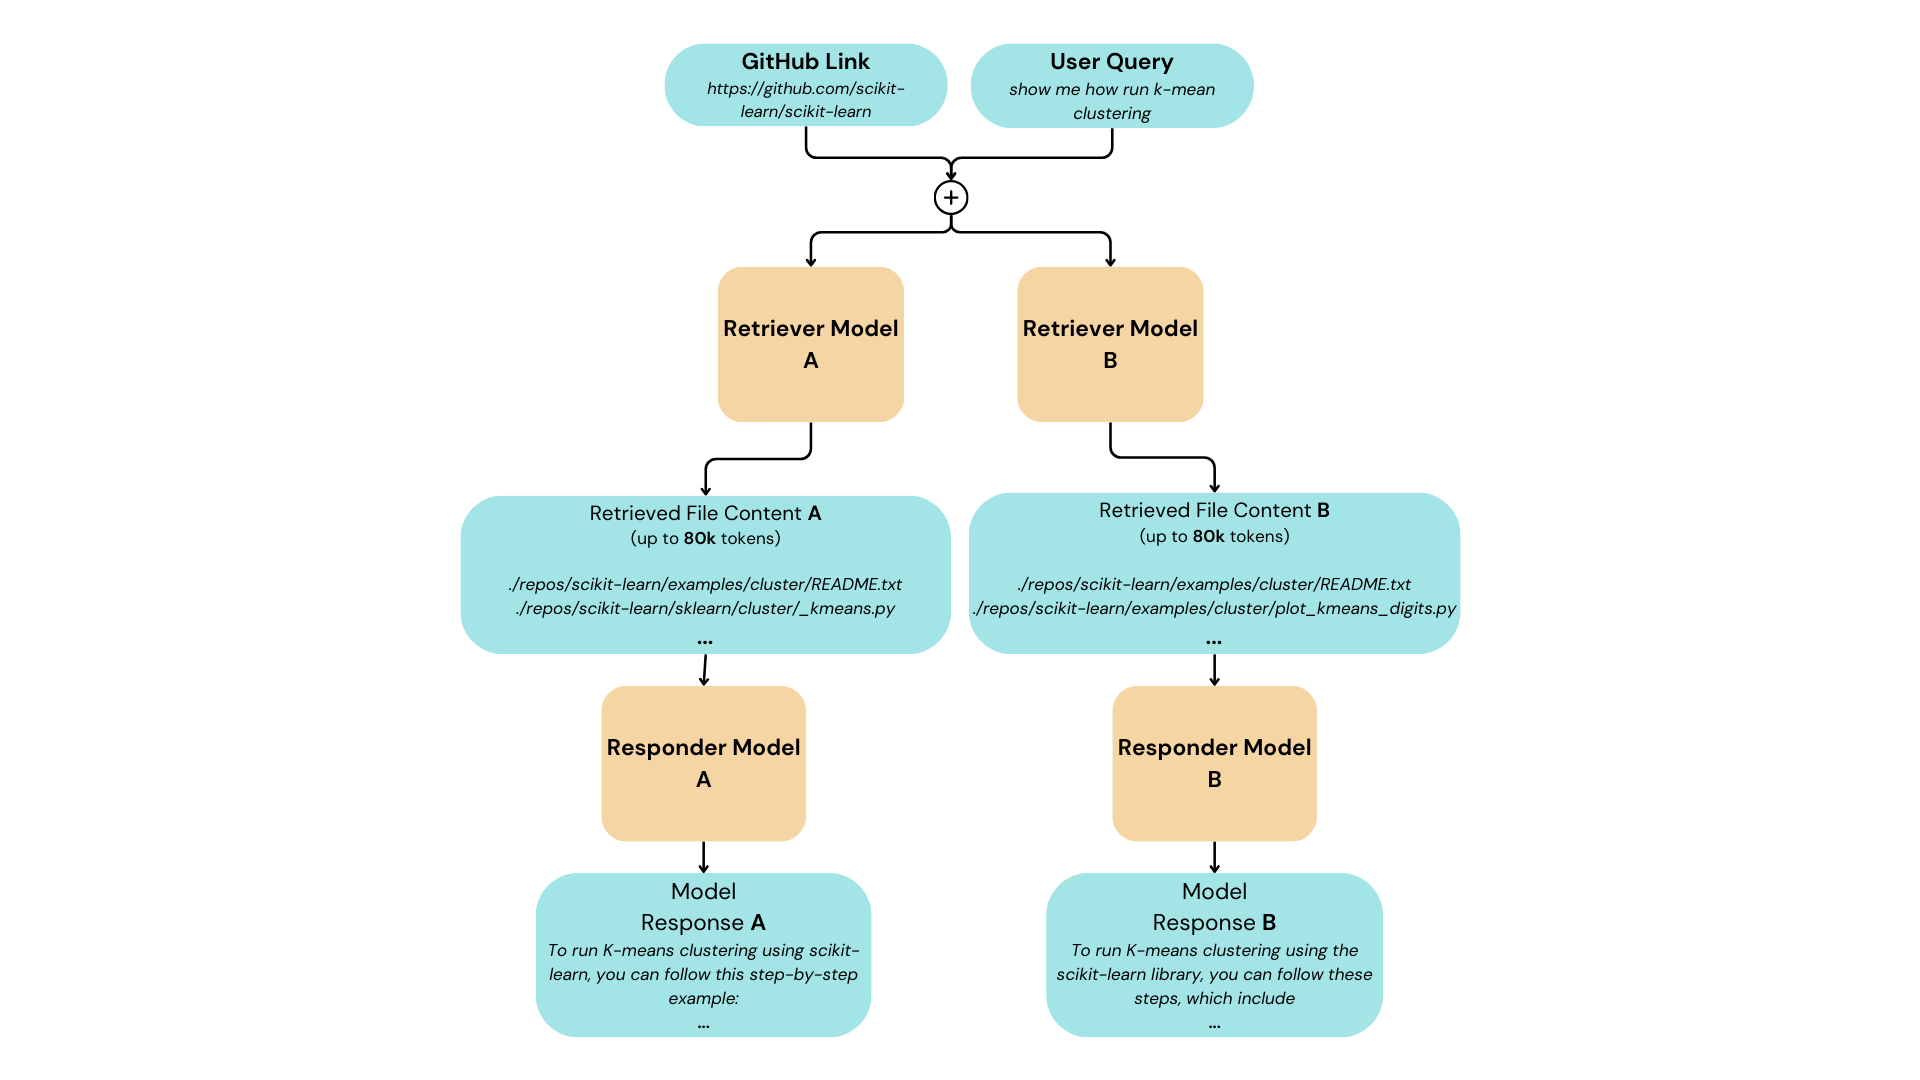 GitHub Link
https://github.com/scikit-
learn/scikit-learn
User Query
show me how run k-mean
clustering
+
Retriever Model
A
Retriever Model
B
Retrieved File Content A
(up to 80k tokens)
./repos/scikit-learn/examples/cluster/README.txt
./repos/scikit-learn/sklearn/cluster/_kmeans.py
...
Retrieved File Content B
(up to 80k tokens)
./repos/scikit-learn/examples/cluster/README.txt
./repos/scikit-learn/examples/cluster/plot_kmeans_digits.py
...
Responder Model
A
Responder Model
B
Model
Response A
To run K-means clustering using scikit-
learn, you can follow this step-by-step
example:
...
Model
Response B
To run K-means clustering using the
scikit-learn library, you can follow these
steps, which include
...